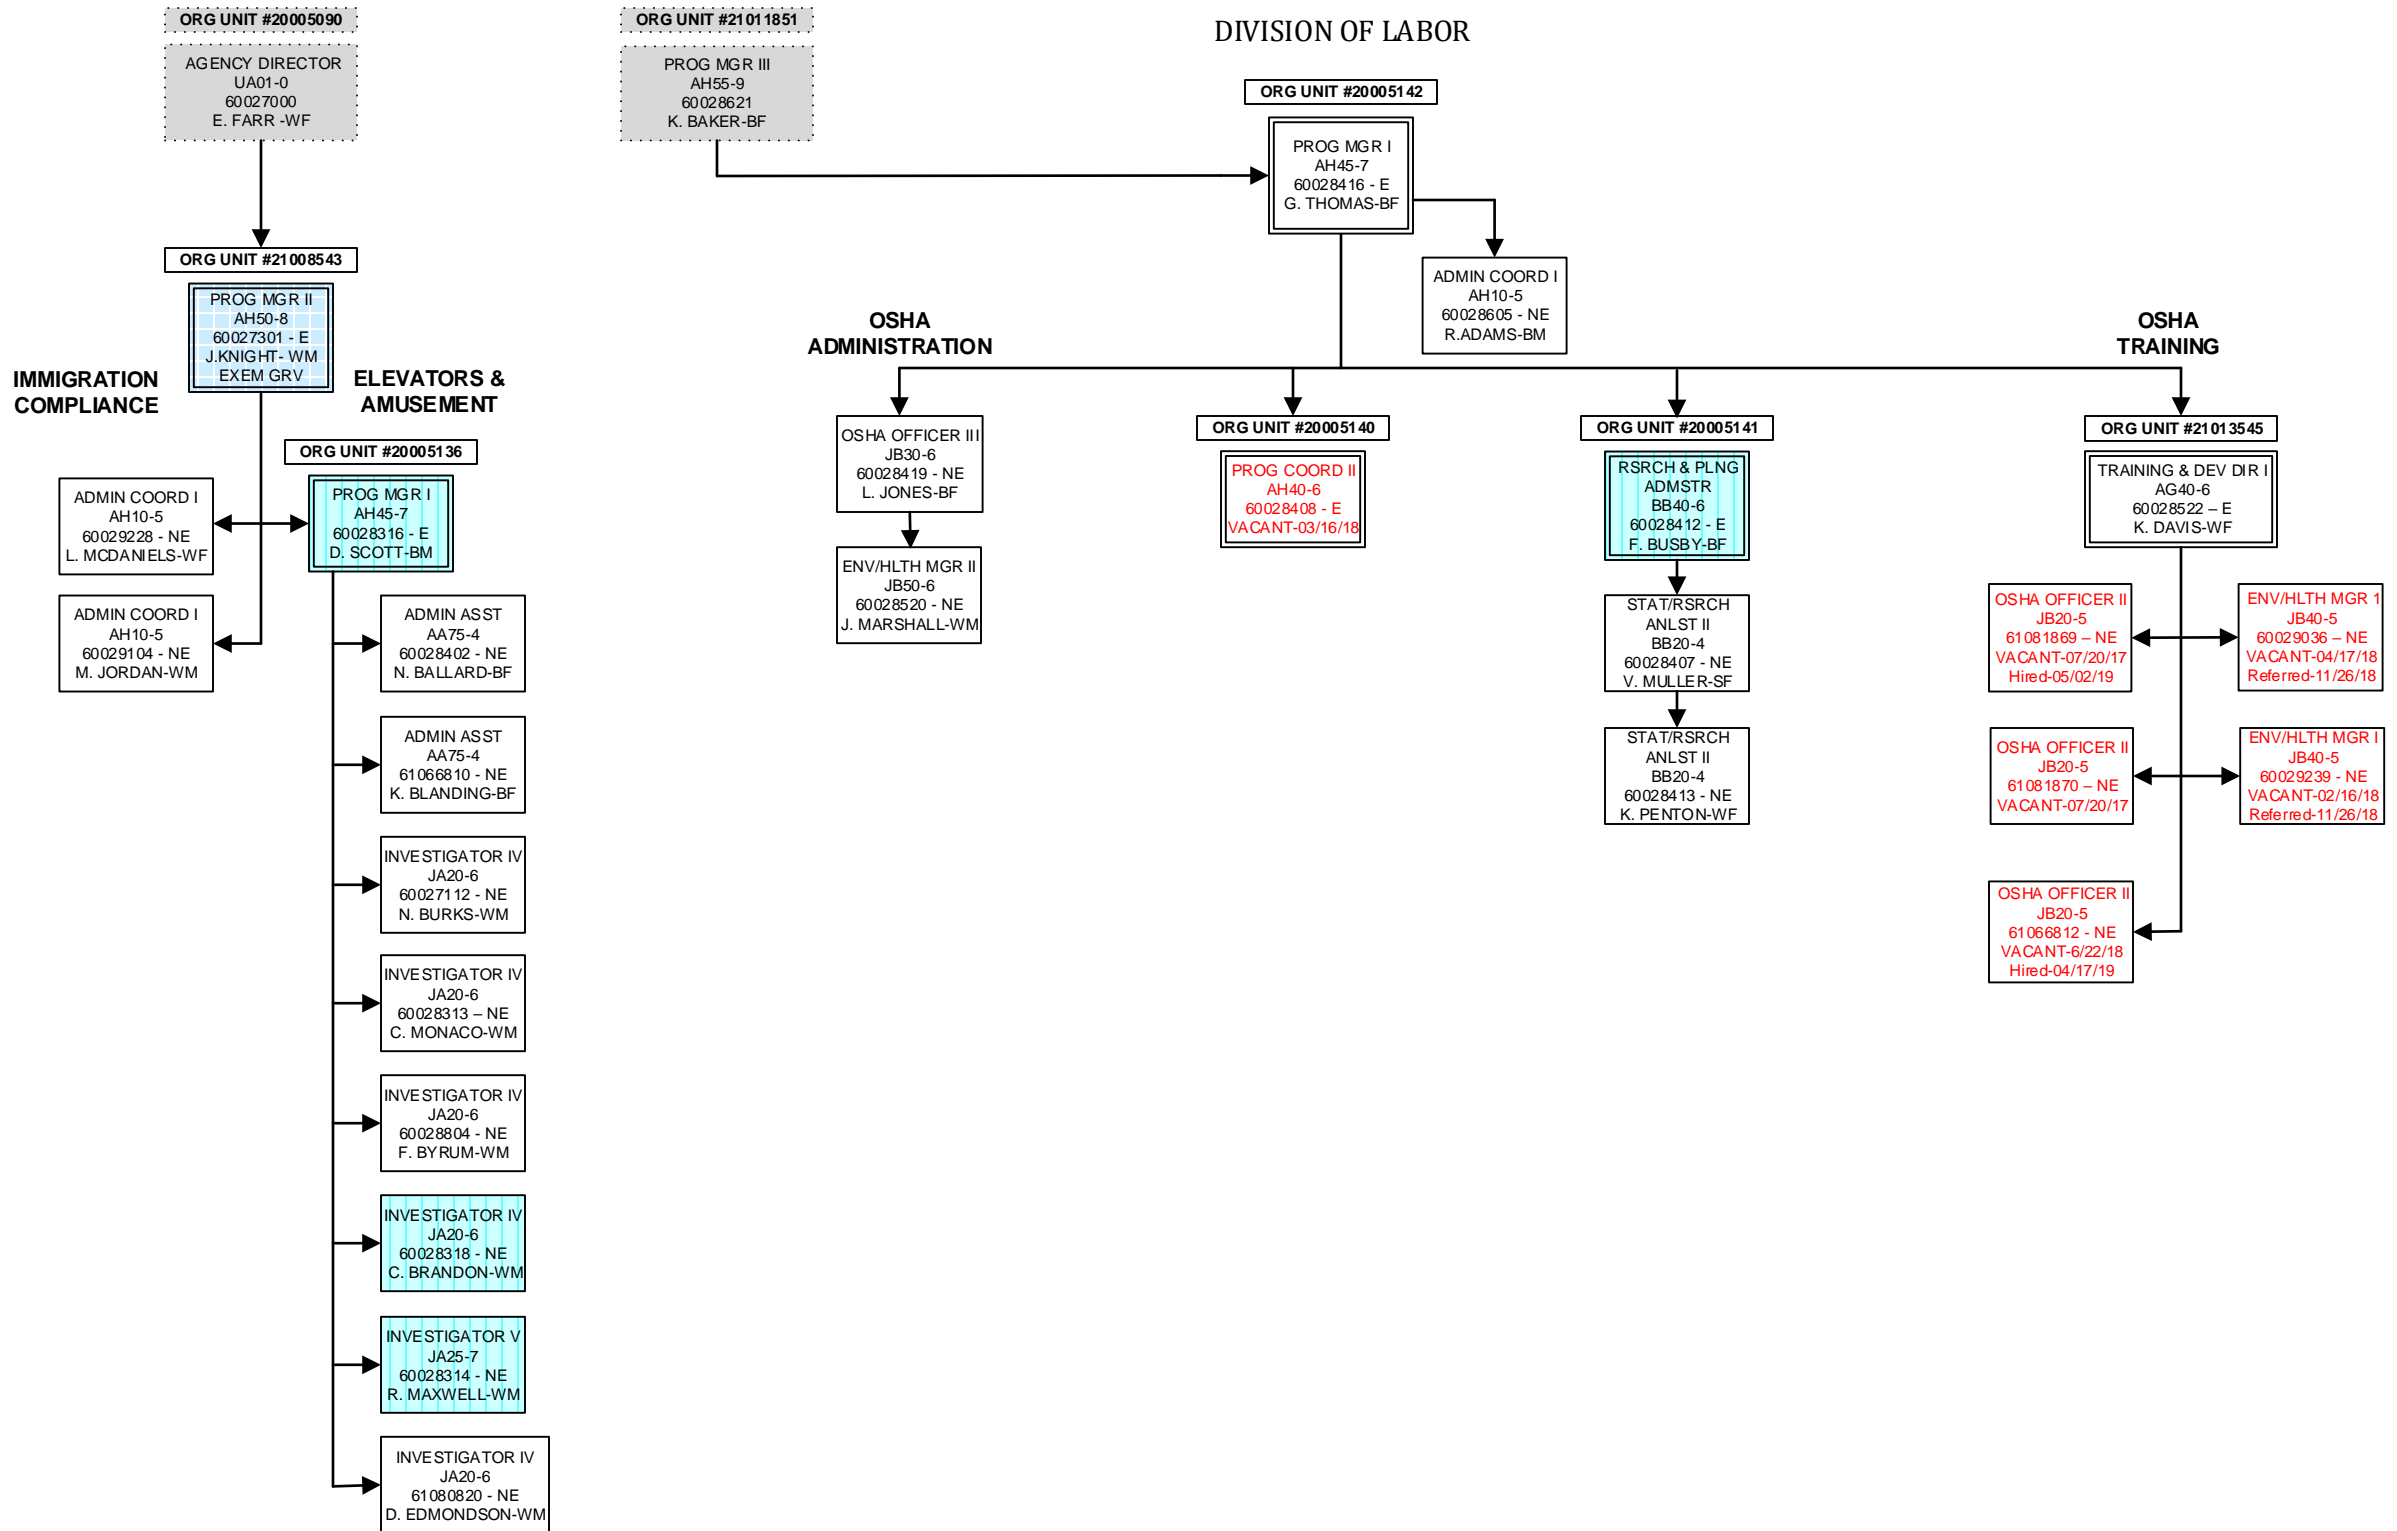 DIVISION OF LABOR
ORG UNIT #20005090
AGENCY DIRECTOR
UA01-0
60027000
E. FARR -WF
ORG UNIT #21011851
PROG MGR III
AH55-9
60028621
K. BAKER-BF
ORG UNIT #20005142
PROG MGR I
AH45-7
60028416 - E
G. THOMAS-BF
ADMIN COORD I
AH10-5
60028605 - NE
R.ADAMS-BM
ORG UNIT #21008543
PROG MGR II
AH50-8
60027301 - E
J.KNIGHT- WM
EXEM GRV
IMMIGRATION
COMPLIANCE
ELEVATORS &
AMUSEMENT
ORG UNIT #20005136
PROG MGR I
AH45-7
60028316 - E
D. SCOTT-BM
ADMIN COORD I
AH10-5
60029228 - NE
L. MCDANIELS-WF
ADMIN COORD I
AH10-5
60029104 - NE
M. JORDAN-WM
ADMIN ASST
AA75-4
60028402 - NE
N. BALLARD-BF
ADMIN ASST
AA75-4
61066810 - NE
K. BLANDING-BF
INVESTIGATOR IV
JA20-6
60027112 - NE
N. BURKS-WM
INVESTIGATOR IV
JA20-6
60028313 – NE
C. MONACO-WM
INVESTIGATOR IV
JA20-6
60028804 - NE
F. BYRUM-WM
INVESTIGATOR IV
JA20-6
60028318 - NE
C. BRANDON-WM
INVESTIGATOR V
JA25-7
60028314 - NE
R. MAXWELL-WM
INVESTIGATOR IV
JA20-6
61080820 - NE
D. EDMONDSON-WM
OSHA
ADMINISTRATION
OSHA OFFICER III
JB30-6
60028419 - NE
L. JONES-BF
ENV/HLTH MGR II
JB50-6
60028520 - NE
J. MARSHALL-WM
ORG UNIT #20005140
PROG COORD II
AH40-6
60028408 - E
VACANT-03/16/18
ORG UNIT #20005141
RSRCH & PLNG
ADMSTR
BB40-6
60028412 - E
F. BUSBY-BF
STAT/RSRCH
ANLST II
BB20-4
60028407 - NE
V. MULLER-SF
STAT/RSRCH
ANLST II
BB20-4
60028413 - NE
K. PENTON-WF
OSHA
TRAINING
ORG UNIT #21013545
TRAINING & DEV DIR I
AG40-6
60028522 – E
K. DAVIS-WF
OSHA OFFICER II
JB20-5
61081869 – NE
VACANT-07/20/17
Hired-05/02/19
ENV/HLTH MGR 1
JB40-5
60029036 – NE
VACANT-04/17/18
Referred-11/26/18
OSHA OFFICER II
JB20-5
61081870 – NE
VACANT-07/20/17
ENV/HLTH MGR I
JB40-5
60029239 - NE
VACANT-02/16/18
Referred-11/26/18
OSHA OFFICER II
JB20-5
61066812 - NE
VACANT-6/22/18
Hired-04/17/19